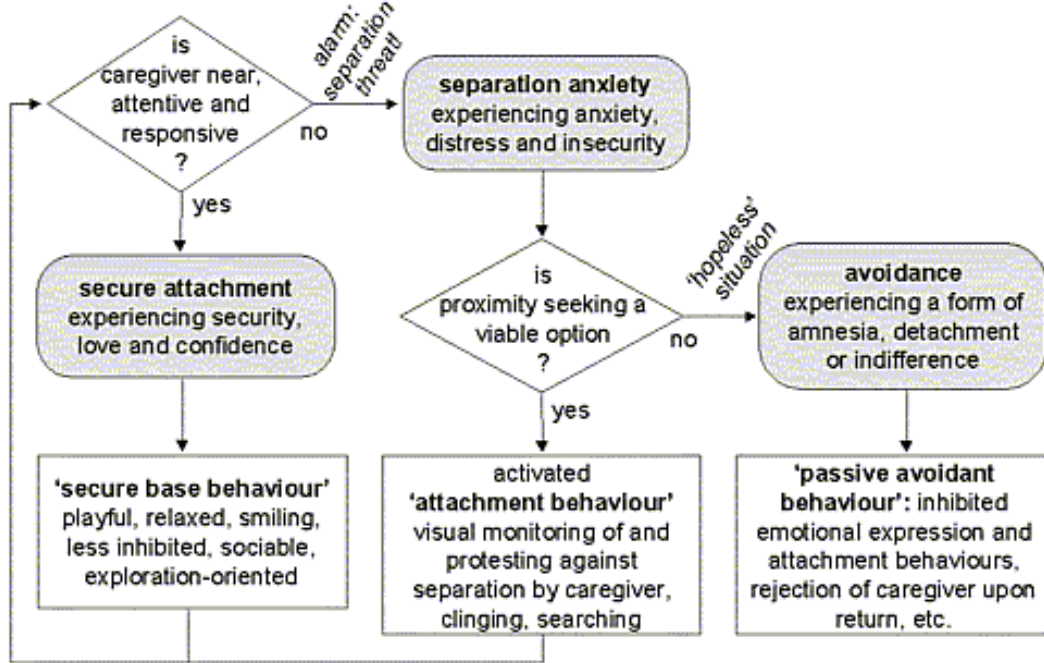 is
caregiver near,
attentive and
responsive
?
alarm:
separation
threat!
no
yes
separation anxiety
experiencing anxiety,
distress and insecurity
secure attachment
experiencing security,
love and confidence
is
proximity seeking a
viable option
?
'hopeless'
situation
no
yes
avoidance
experiencing a form of
amnesia, detachment
or indifference
'secure base behaviour'
playful, relaxed, smiling,
less inhibited, sociable,
exploration-oriented
activated
'attachment behaviour'
visual monitoring of and
protesting against
separation by caregiver,
clinging, searching
'passive avoidant
behaviour': inhibited
emotional expression and
attachment behaviours,
rejection of caregiver upon
return, etc.